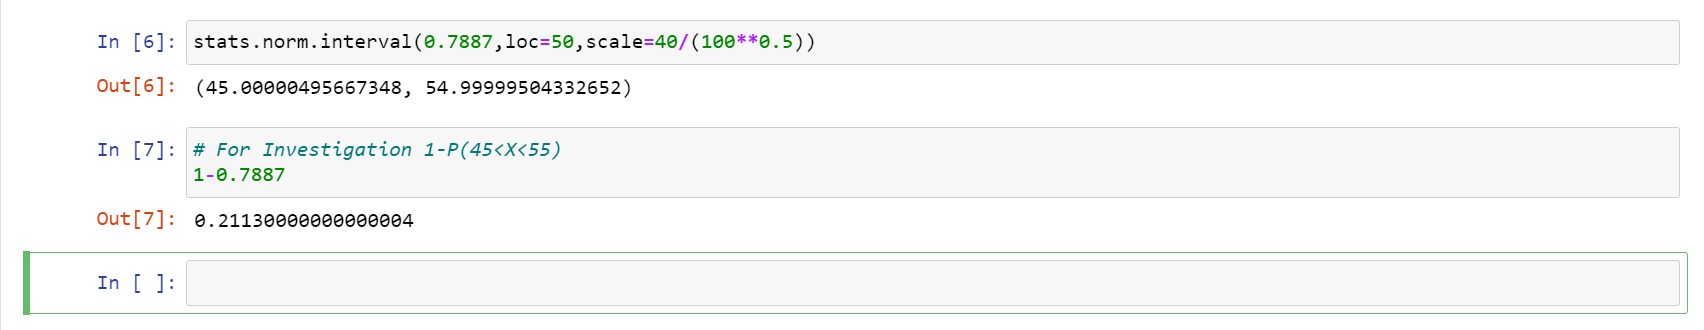 In [6]: stats.norm.interval(0.7887,loc=50,scale=40/(100**0.5))
Out[6]: (45.00000495667348, 54.99999504332652)
In [7]: # For Investigation 1-P(45<X<55)
1-0.7887
Out[7]: 0.21130000000000004
In [ ]: